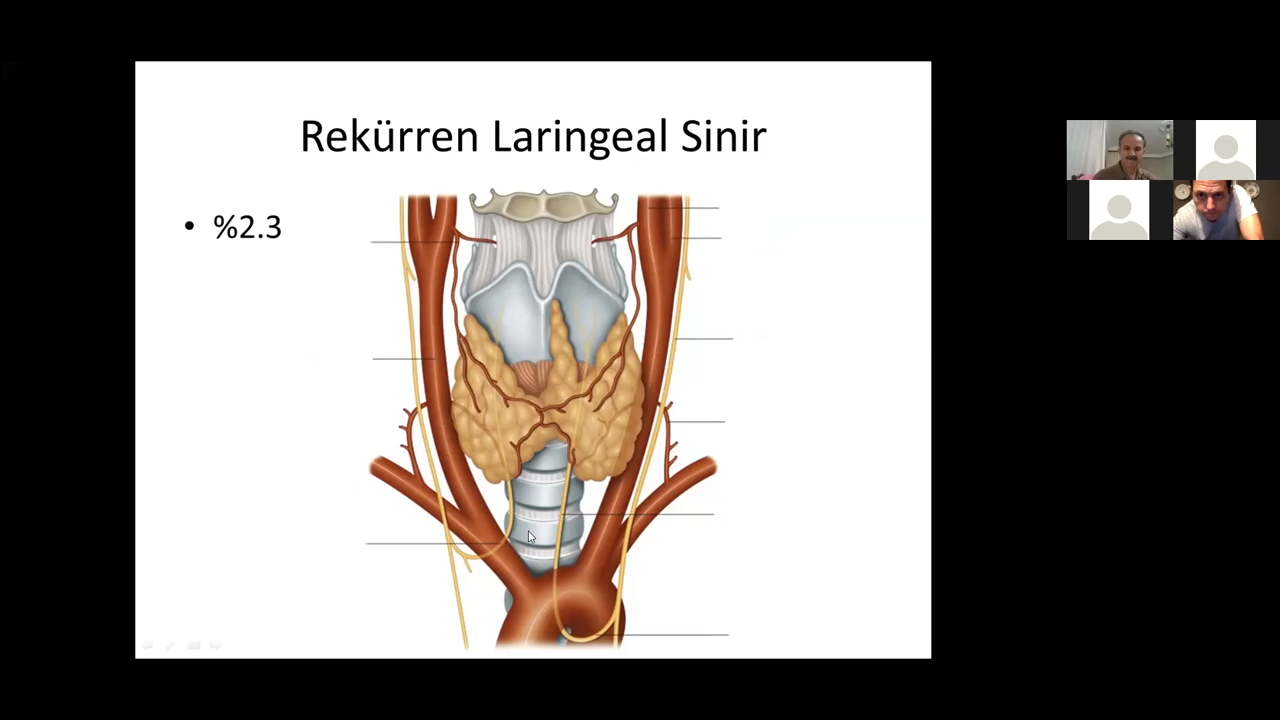 Rekürren Laringeal Sinir
• %2.3